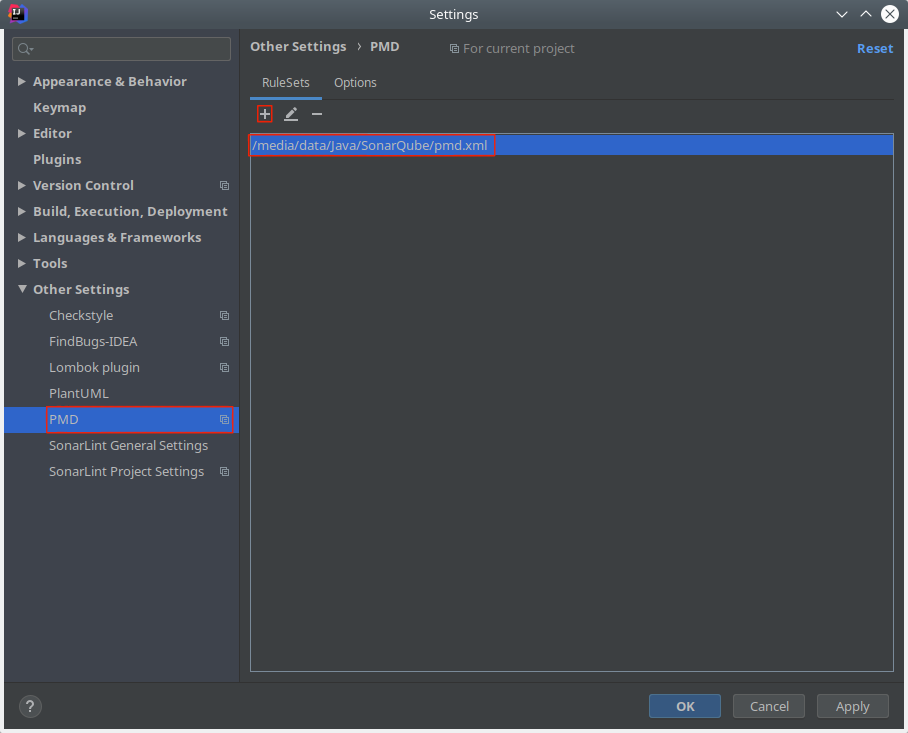 Settings
Other Settings › PMD For current project Reset
Appearance & Behavior
Keymap
Editor
Plugins
Version Control
Build, Execution, Deployment
Languages & Frameworks
Tools
Other Settings
Checkstyle
FindBugs-IDEA
Lombok plugin
PlantUML
PMD
SonarLint General Settings
SonarLint Project Settings
RuleSets Options
/media/data/Java/SonarQube/pmd.xml
? OK Cancel Apply